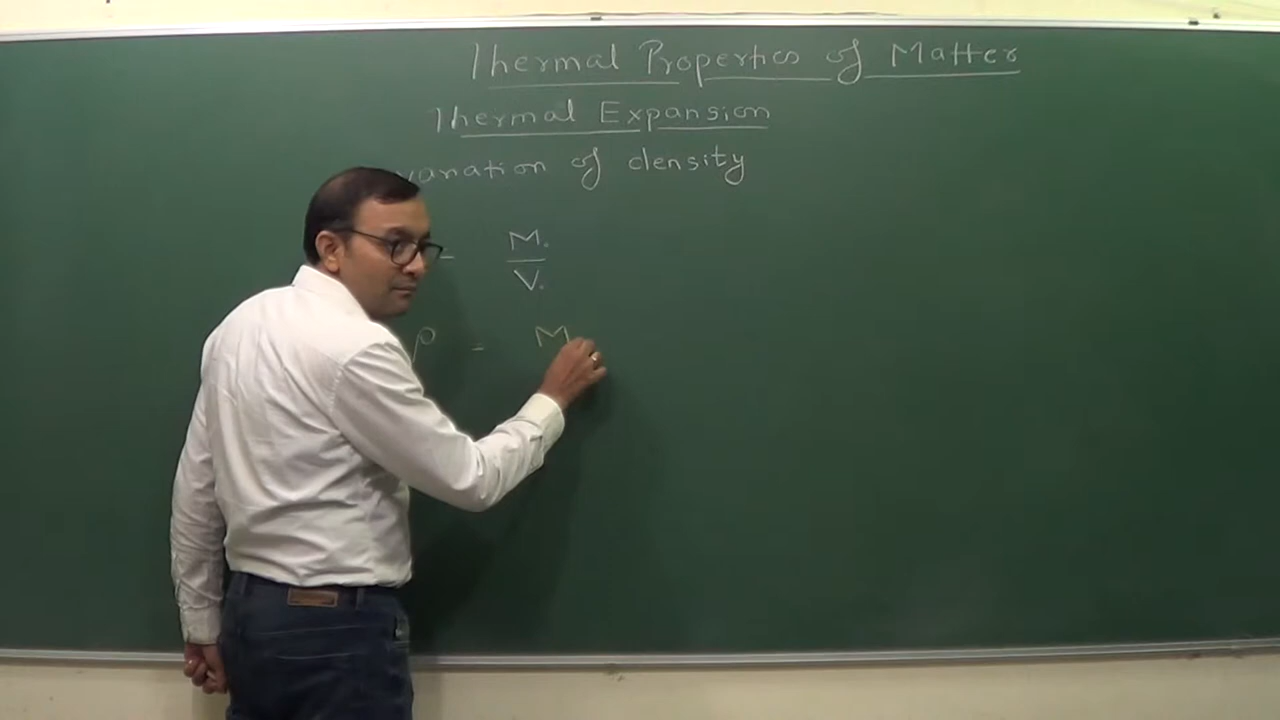 Thermal Properties of Matter
Thermal Expansion
variation of density
= M.
V.
ρ = M